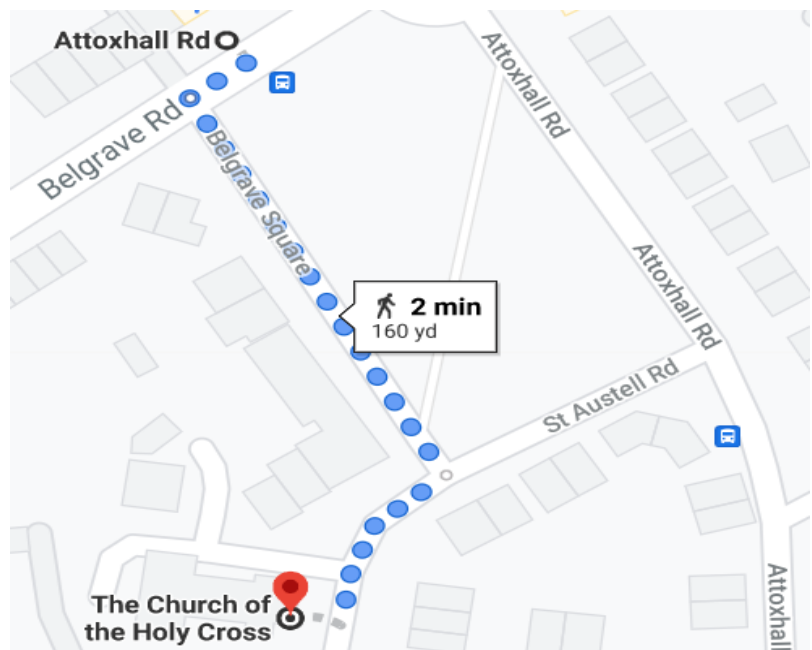 Attoxhall Rd
Attoxhall Rd
Belgrave Rd
Belgrave Square
2 min
160 yd
Attoxhall Rd
St Austell Rd
Attoxhall
The Church of
the Holy Cross